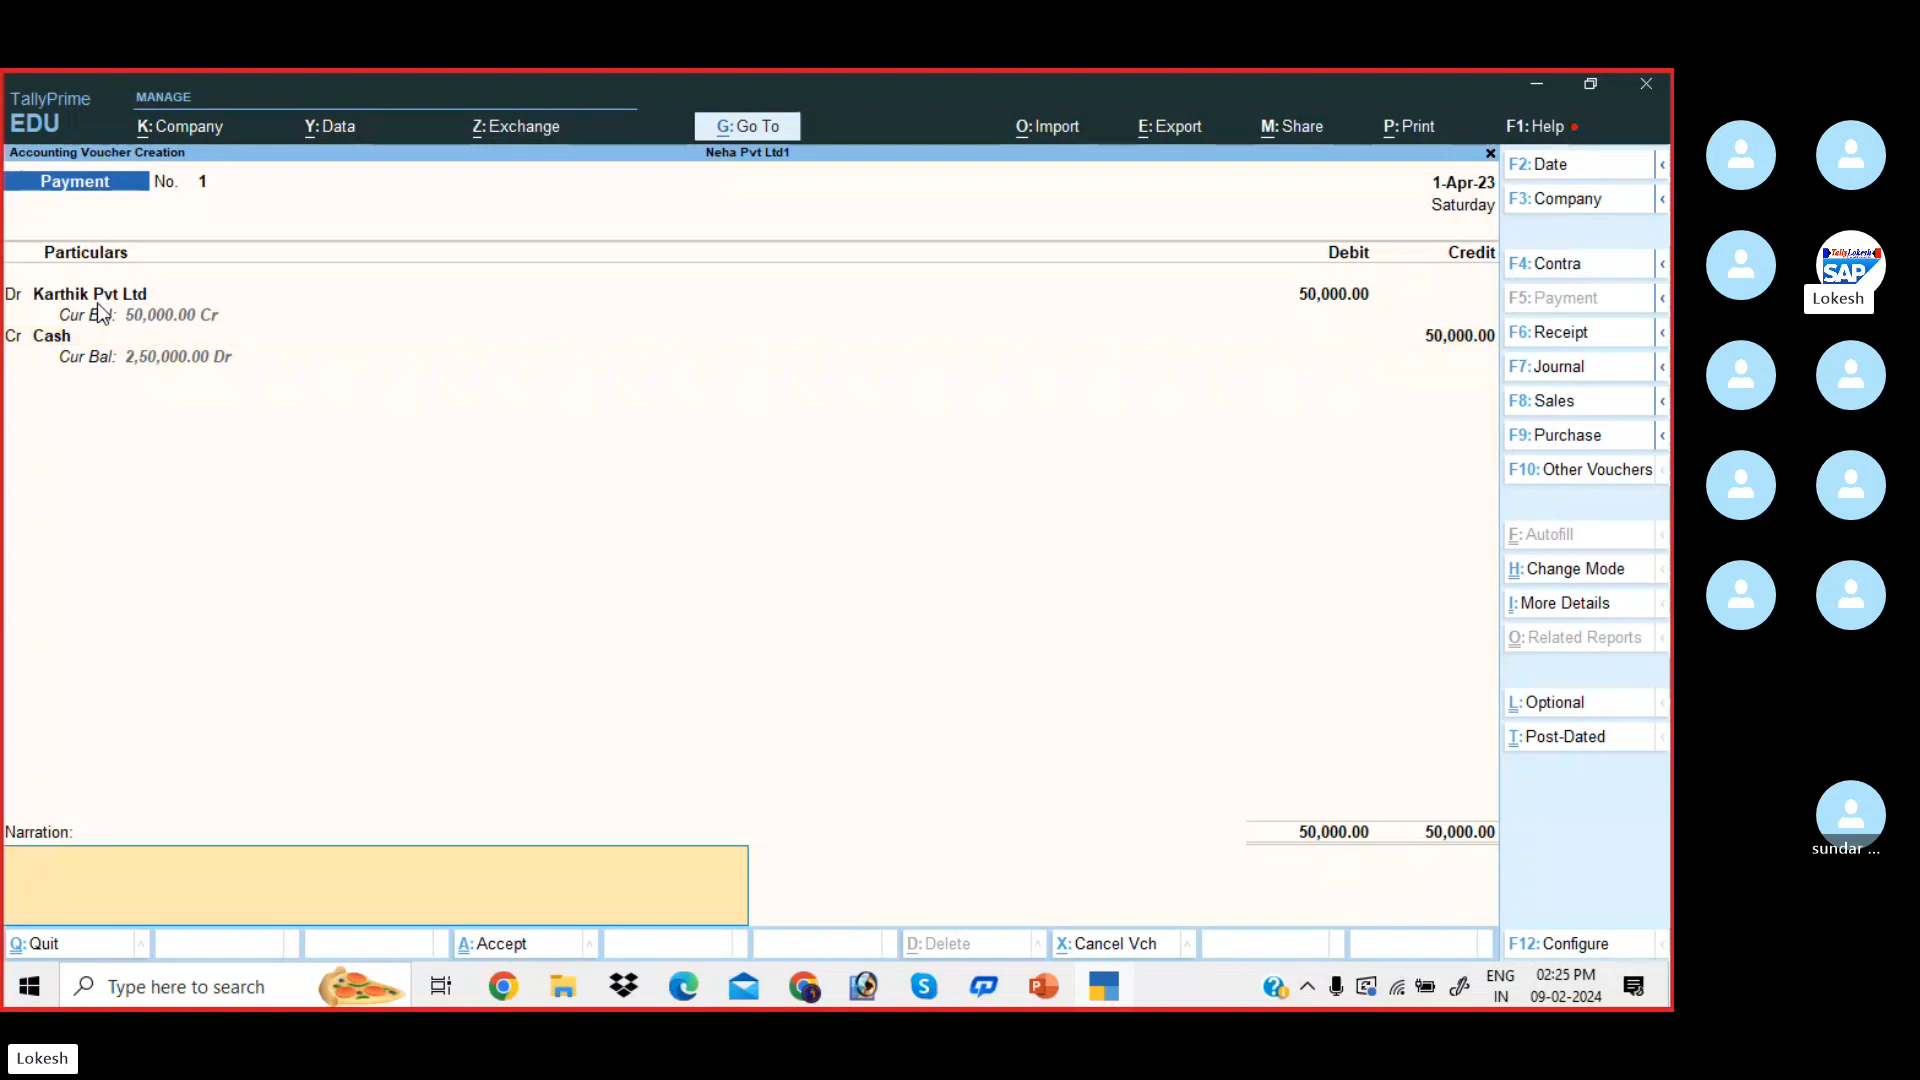 TallyPrime
EDU
MANAGE
K: Company
Y: Data
Z: Exchange
G: Go To
O: Import
E: Export
M: Share
P: Print
F1: Help
Accounting Voucher Creation
Neha Pvt Ltd1
Payment No. 1
1-Apr-23
Saturday
Particulars Debit Credit
Dr Karthik Pvt Ltd 50,000.00
Cur Bal: 50,000.00 Cr
Cr Cash 50,000.00
Cur Bal: 2,50,000.00 Dr
Narration: 50,000.00 50,000.00
F2: Date
F3: Company
F4: Contra
F5: Payment
F6: Receipt
F7: Journal
F8: Sales
F9: Purchase
F10: Other Vouchers
F: Autofill
H: Change Mode
I: More Details
O: Related Reports
L: Optional
T: Post-Dated
F12: Configure
Q: Quit
A: Accept
D: Delete
X: Cancel Vch
Type here to search
ENG
IN
02:25 PM
09-02-2024
TallyLokesh
SAP
Lokesh
sundar ...
Lokesh